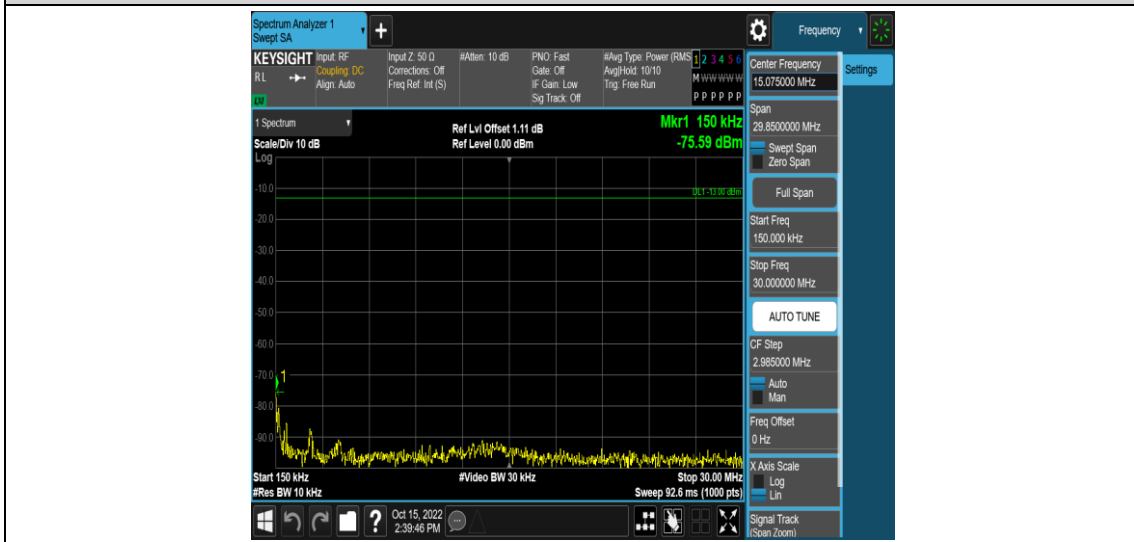 Spectrum Analyzer 1
Swept SA
+
Frequency
KEYSIGHT
RL
LXI
Input: RF
Coupling: DC
Align: Auto
Input Z: 50 Ω
Corrections: Off
Freq Ref: Int (S)
#Atten: 10 dB
PNO: Fast
Gate: Off
IF Gain: Low
Sig Track: Off
#Avg Type: Power (RMS
Avg|Hold: 10/10
Trig: Free Run
1 2 3 4 5 6
M W W W W W
P P P P P P
1 Spectrum
Scale/Div 10 dB
Ref Lvl Offset 1.11 dB
Ref Level 0.00 dBm
Mkr1 150 kHz
-75.59 dBm
Log
DL1 -13.00 dBm
-10.0
-20.0
-30.0
-40.0
-50.0
-60.0
-70.0
1
-80.0
-90.0
Start 150 kHz
#Res BW 10 kHz
#Video BW 30 kHz
Stop 30.00 MHz
Sweep 92.6 ms (1000 pts)
?
Oct 15, 2022
2:39:46 PM
Center Frequency
15.075000 MHz
Settings
Span
29.8500000 MHz
Swept Span
Zero Span
Full Span
Start Freq
150.000 kHz
Stop Freq
30.000000 MHz
AUTO TUNE
CF Step
2.985000 MHz
Auto
Man
Freq Offset
0 Hz
X Axis Scale
Log
Lin
Signal Track
(Span Zoom)